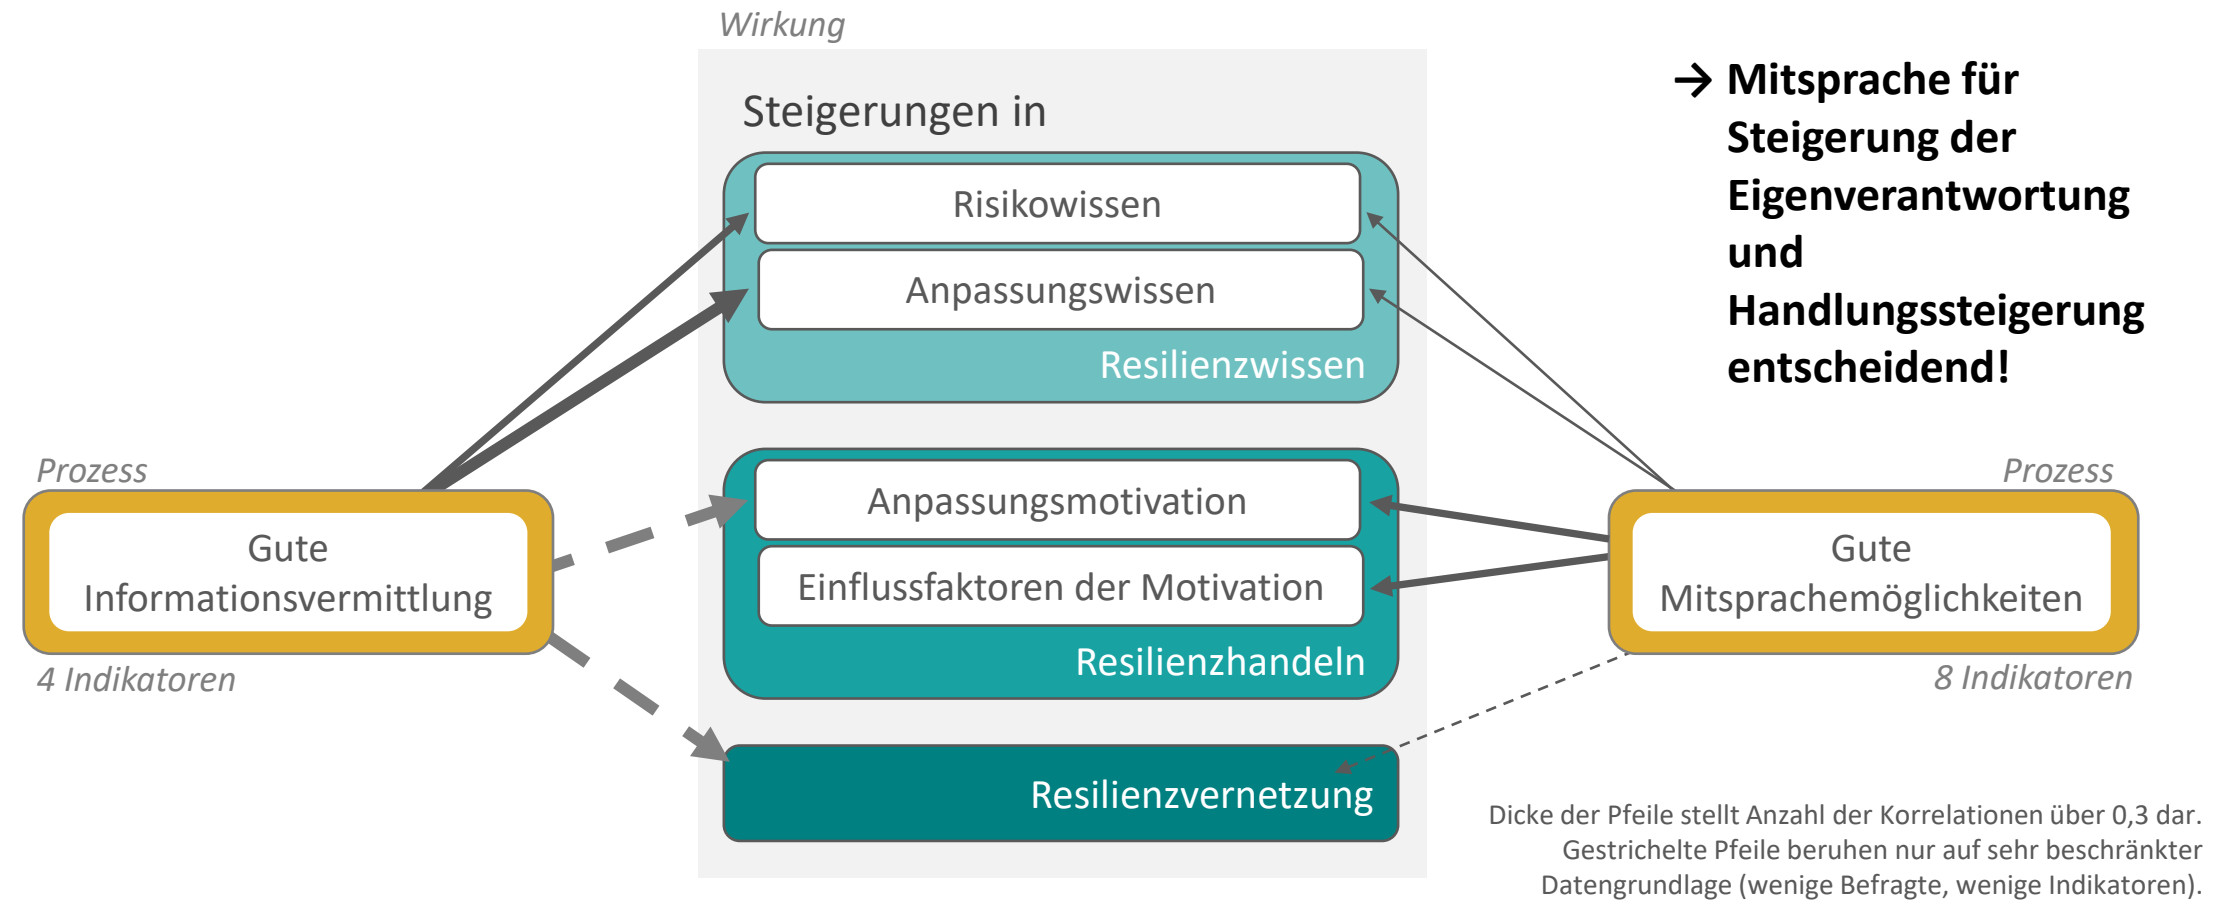 Wirkung
Steigerungen in
Risikowissen
Anpassungswissen
Resilienzwissen
Anpassungsmotivation
Einflussfaktoren der Motivation
Resilienzhandeln
Resilienzvernetzung
Prozess
Gute
Informationsvermittlung
4 Indikatoren
→ Mitsprache für
Steigerung der
Eigenverantwortung
und
Handlungssteigerung
entscheidend!
Prozess
Gute
Mitsprachemöglichkeiten
8 Indikatoren
Dicke der Pfeile stellt Anzahl der Korrelationen über 0,3 dar.
Gestrichelte Pfeile beruhen nur auf sehr beschränkter
Datengrundlage (wenige Befragte, wenige Indikatoren).